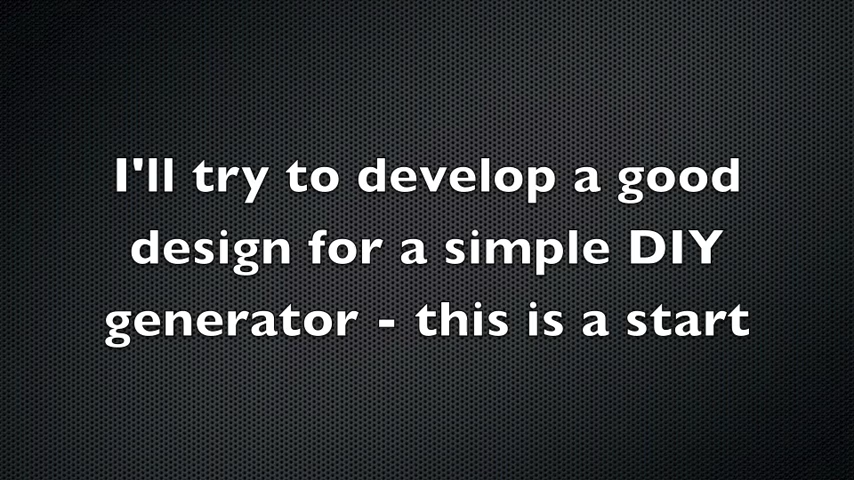 I'll try to develop a good
design for a simple DIY
generator - this is a start